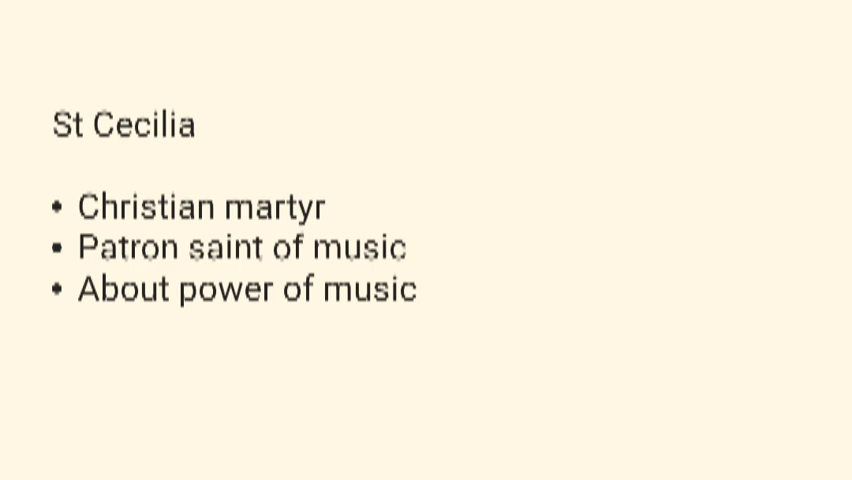 St Cecilia
• Christian martyr
• Patron saint of music
• About power of music